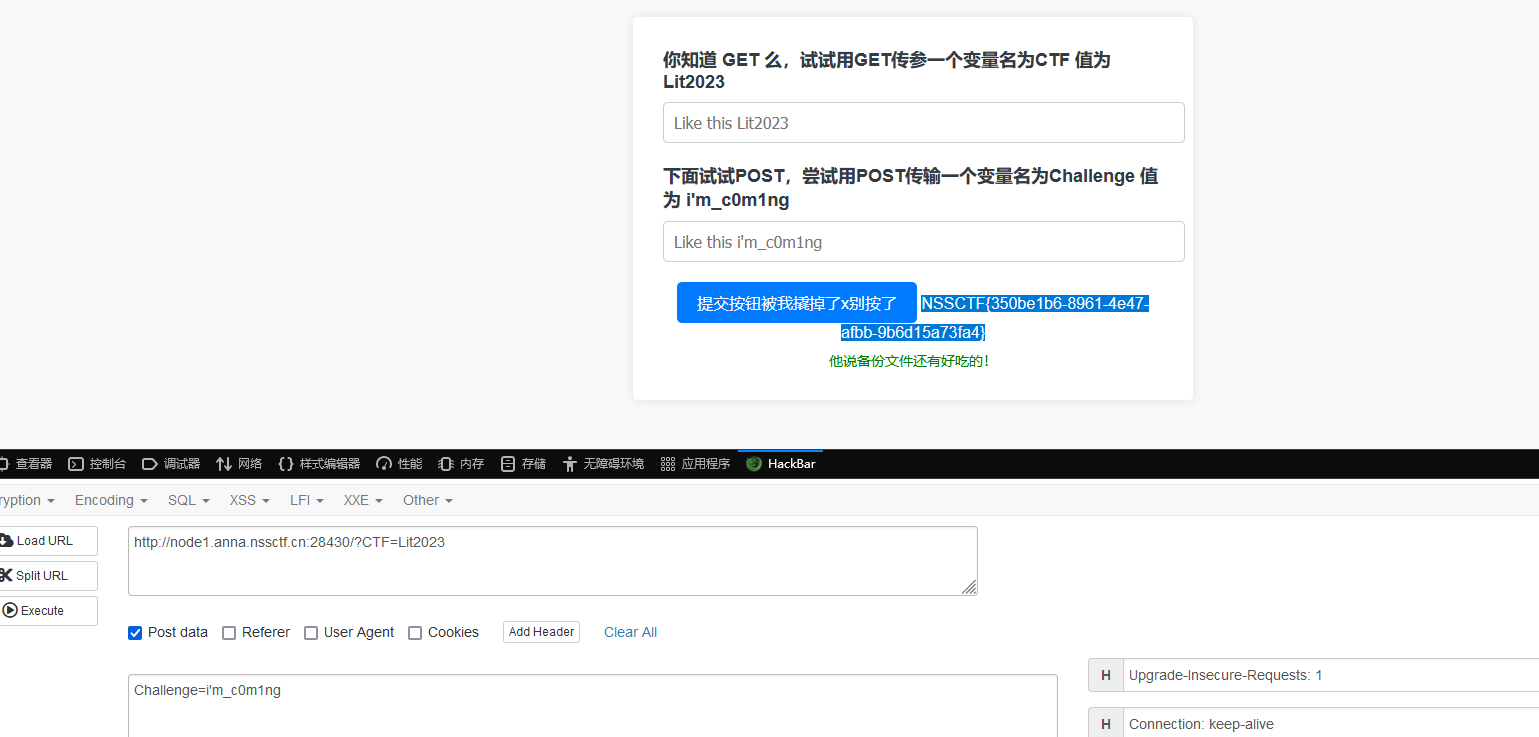 你知道 GET 么，试试用GET传参一个变量名为CTF 值为
Lit2023
Like this Lit2023
下面试试POST，尝试用POST传输一个变量名为Challenge 值
为 i'm_c0m1ng
Like this i'm_c0m1ng
提交按钮被我撬掉了x别按了 NSSCTF{350be1b6-8961-4e47-
afbb-9b6d15a73fa4}
他说备份文件还有好吃的！
查看器 控制台 调试器 网络 {} 样式编辑器 性能 内存 存储 无障碍环境 应用程序 HackBar
ryption Encoding SQL XSS LFI XXE Other
Load URL
http://node1.anna.nssctf.cn:28430/?CTF=Lit2023
Split URL
Execute
Post data Referer User Agent Cookies Add Header Clear All
H Upgrade-Insecure-Requests: 1
Challenge=i'm_c0m1ng
H Connection: keep-alive